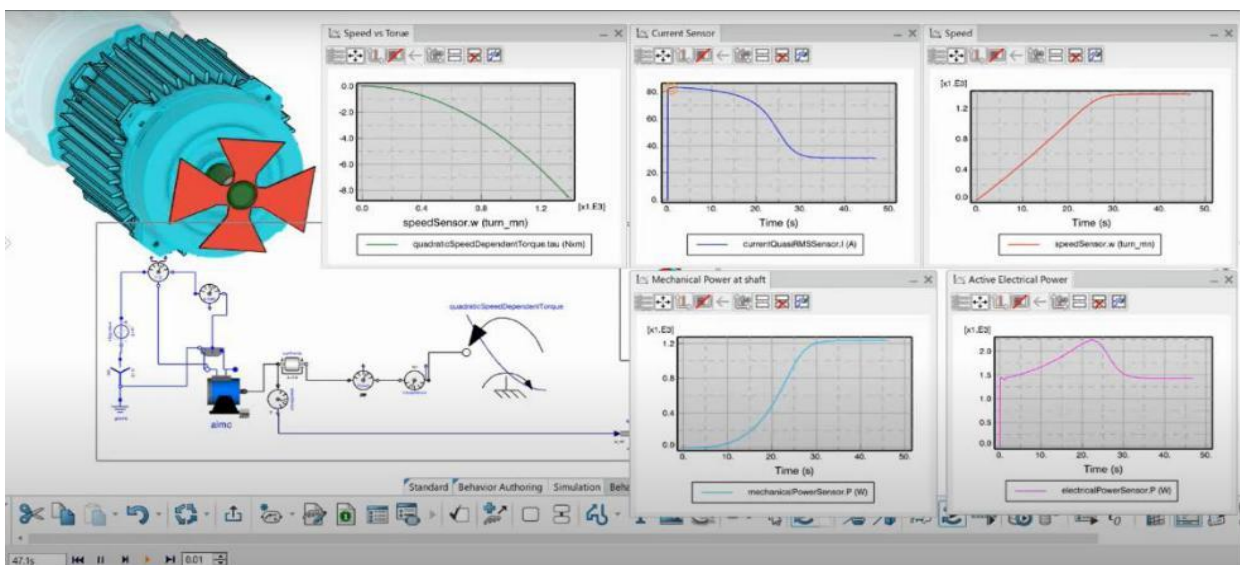 Speed vs Torue
[x1.E3]
0.0
-2.0
-4.0
-6.0
-8.0
0.0 0.4 0.8 1.2
[x1.E3]
speedSensor.w (turn_mn)
quadraticSpeedDependentTorque.tau (Nxm)
Current Sensor
80.
60.
40.
20.
0.
0. 10. 20. 30. 40. 50.
Time (s)
currentQuasiRMSSensor.I (A)
Speed
[x1.E3]
1.2
0.8
0.4
0.0
0. 10. 20. 30. 40. 50.
Time (s)
speedSensor.w (turn_mn)
Mechanical Power at shaft
[x1.E3]
1.2
0.8
0.4
0.0
0. 10. 20. 30. 40. 50.
Time (s)
mechanicalPowerSensor.P (W)
Active Electrical Power
[x1.E3]
2.0
1.5
1.0
0.5
0.0
0. 10. 20. 30. 40. 50.
Time (s)
electricalPowerSensor.P (W)
quadraticSpeedDependentTorque
aimc
Standard Behavior Authoring Simulation
47.1s
0.01